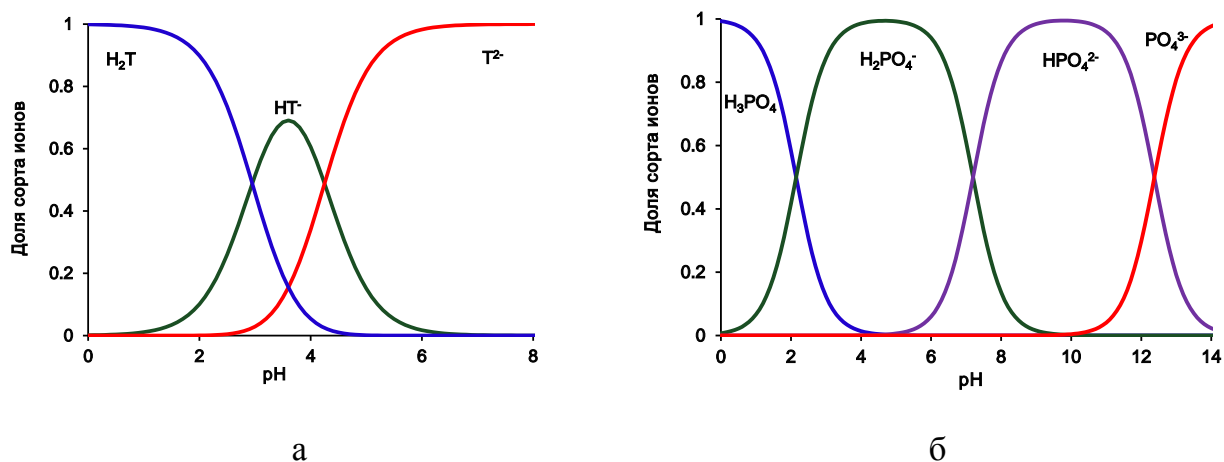 Доля сорта ионов
1
0.8
0.6
0.4
0.2
0
H₂T
HT⁻
T²⁻
0 2 4 6 8
pH
а
Доля сорта ионов
1
0.8
0.6
0.4
0.2
0
H₃PO₄
H₂PO₄⁻
HPO₄²⁻
PO₄³⁻
0 2 4 6 8 10 12 14
pH
б